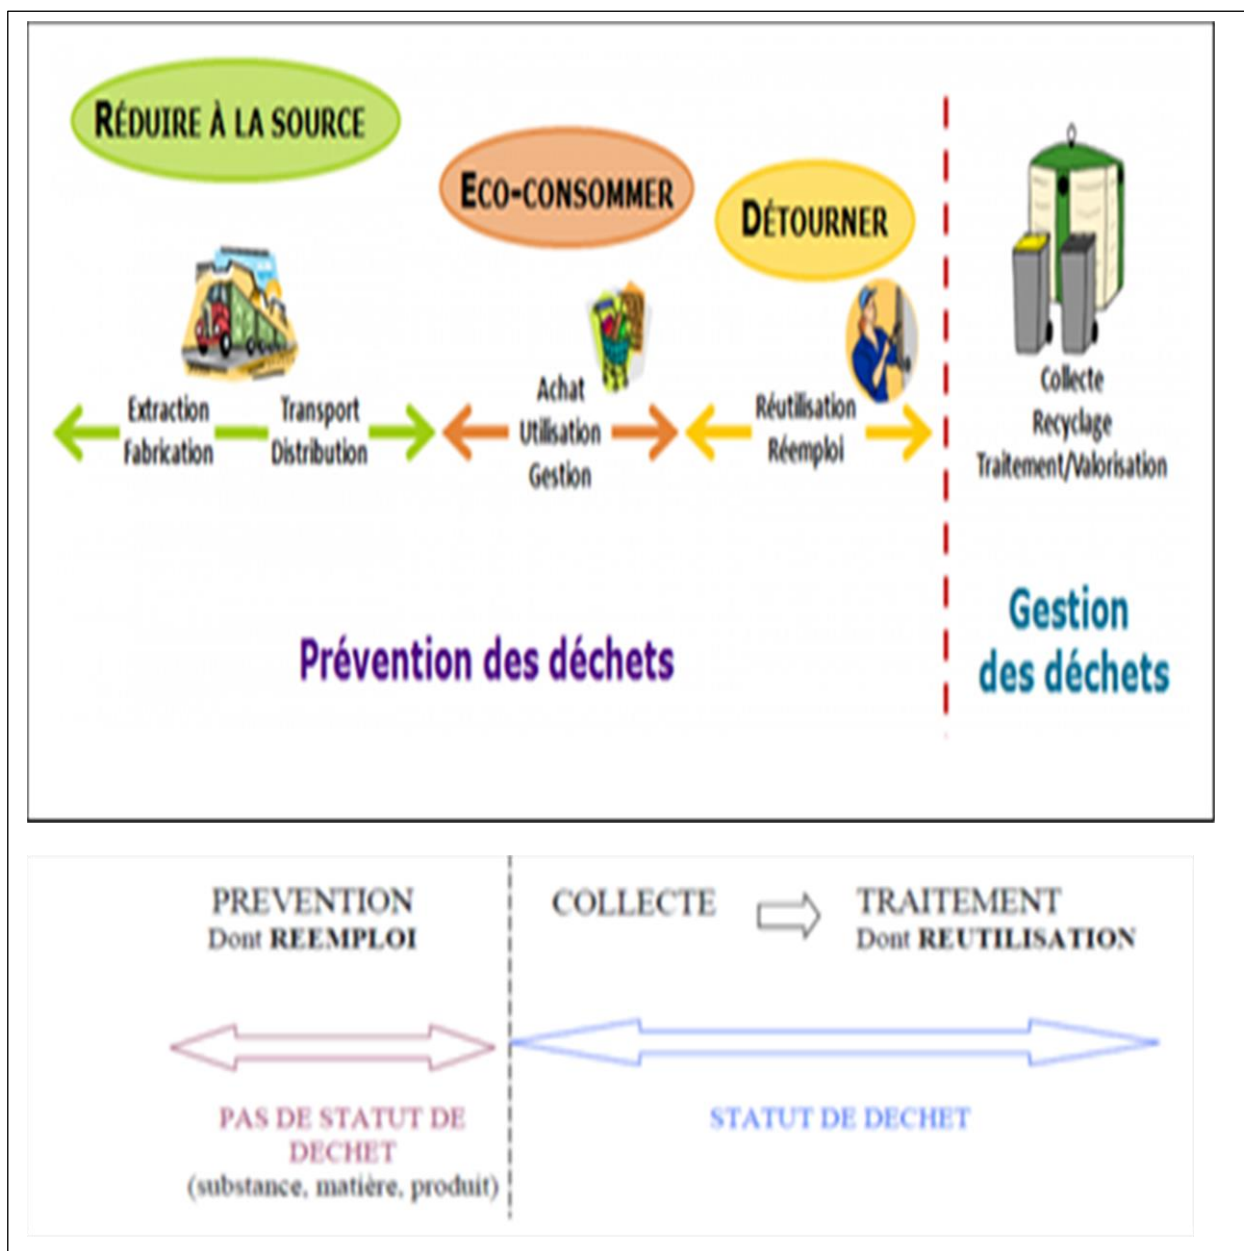 RÉDUIRE À LA SOURCE
ECO-CONSOMMER
DÉTOURNER
Extraction
Fabrication
Transport
Distribution
Achat
Utilisation
Gestion
Réutilisation
Réemploi
Collecte
Recyclage
Traitement/Valorisation
Prévention des déchets
Gestion
des déchets
PREVENTION
Dont REEMPLOI
COLLECTE
TRAITEMENT
Dont REUTILISATION
PAS DE STATUT DE
DECHET
(substance, matière, produit)
STATUT DE DECHET